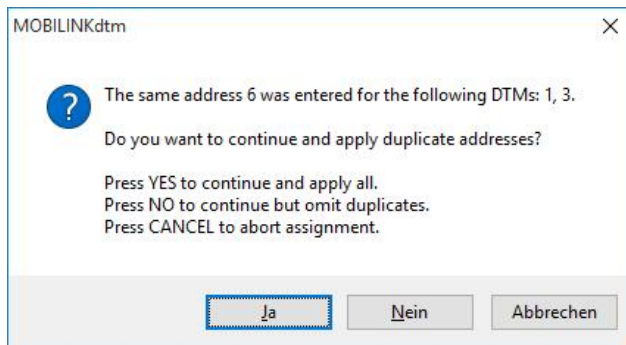 MOBILINKdtm
The same address 6 was entered for the following DTMs: 1, 3.
Do you want to continue and apply duplicate addresses?
Press YES to continue and apply all.
Press NO to continue but omit duplicates.
Press CANCEL to abort assignment.
Ja
Nein
Abbrechen